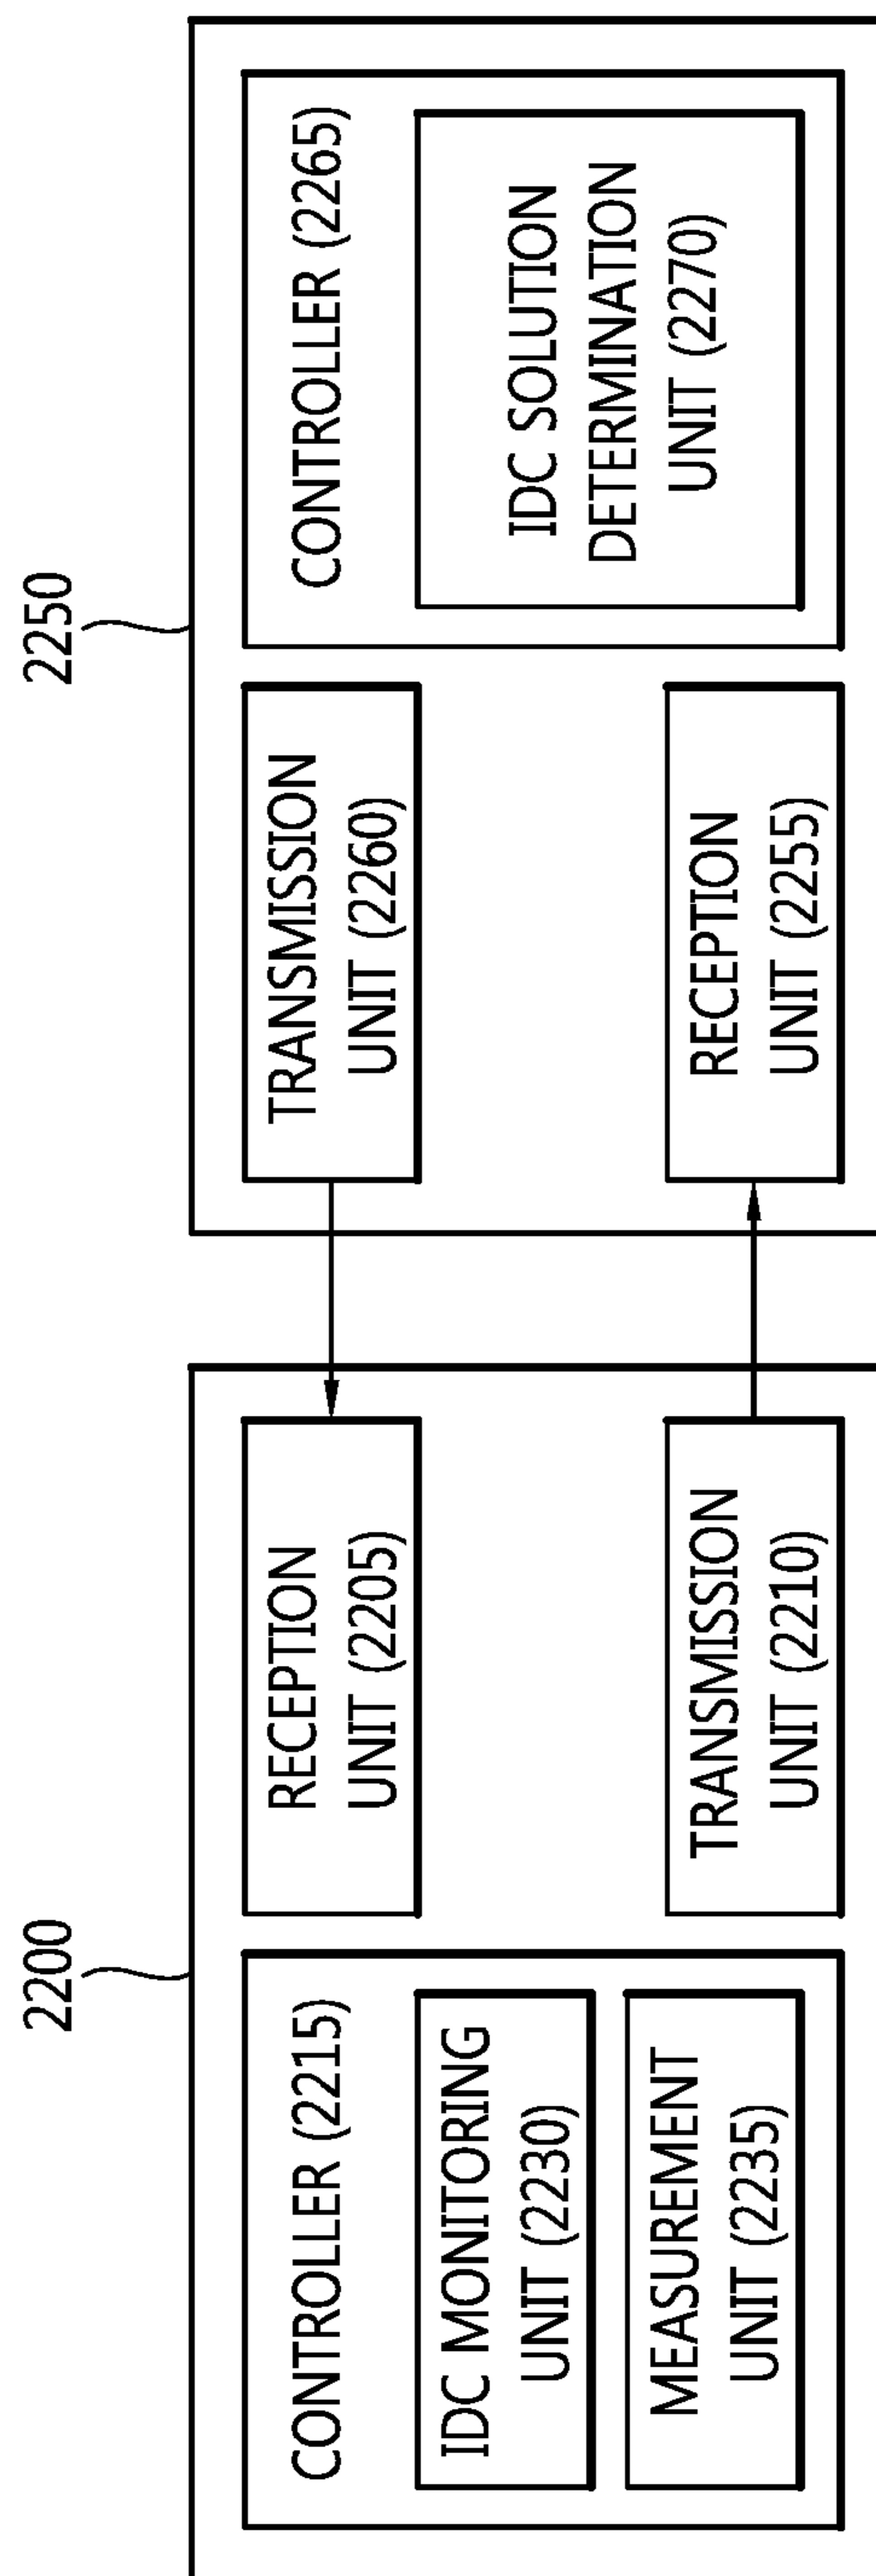 2200
CONTROLLER (2215)
IDC MONITORING
UNIT (2230)
MEASUREMENT
UNIT (2235)
RECEPTION
UNIT (2205)
TRANSMISSION
UNIT (2210)
2250
TRANSMISSION
UNIT (2260)
RECEPTION
UNIT (2255)
CONTROLLER (2265)
IDC SOLUTION
DETERMINATION
UNIT (2270)